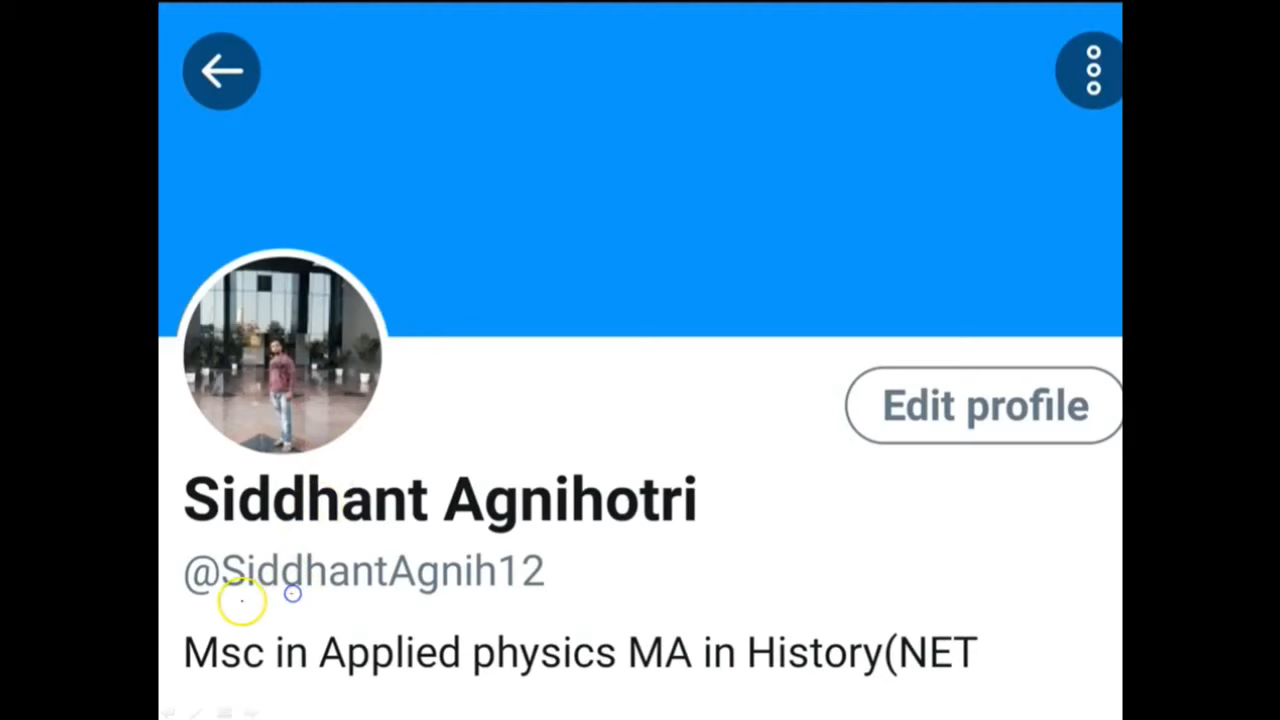 Edit profile
Siddhant Agnihotri
@SiddhantAgnih12
Msc in Applied physics MA in History(NET